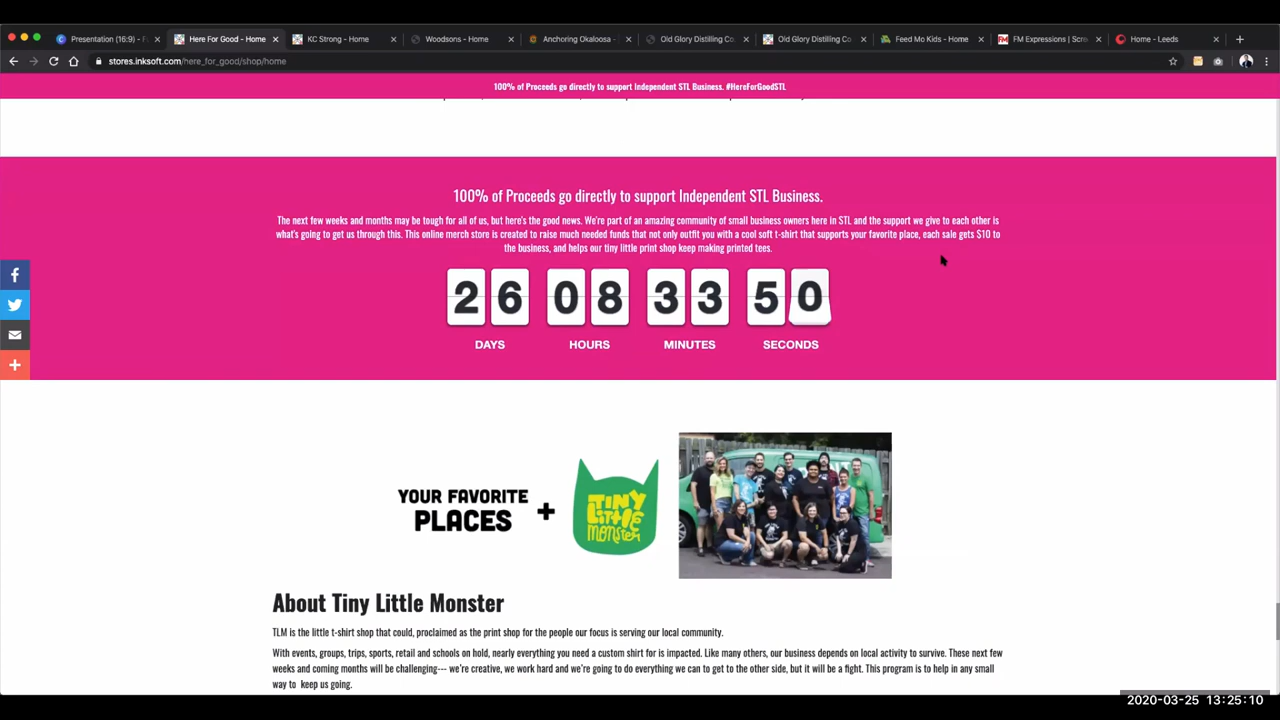 Presentation (16:9) - F
Here For Good - Home
KC Strong - Home
Woodsons - Home
Anchoring Okaloosa -
Old Glory Distilling Co
Old Glory Distilling Co
Feed Mo Kids - Home
FM Expressions | Scre
Home - Leeds
stores.inksoft.com/here_for_good/shop/home
100% of Proceeds go directly to support Independent STL Business. #HereForGoodSTL
100% of Proceeds go directly to support Independent STL Business.
The next few weeks and months may be tough for all of us, but here's the good news. We're part of an amazing community of small business owners here in STL and the support we give to each other is
what's going to get us through this. This online merch store is created to raise much needed funds that not only outfit you with a cool soft t-shirt that supports your favorite place, each sale gets $10 to
the business, and helps our tiny little print shop keep making printed tees.
26 08 33 50
DAYS HOURS MINUTES SECONDS
YOUR FAVORITE
PLACES +
TINY
LITTLE
MONSTER
About Tiny Little Monster
TLM is the little t-shirt shop that could, proclaimed as the print shop for the people our focus is serving our local community.
With events, groups, trips, sports, retail and schools on hold, nearly everything you need a custom shirt for is impacted. Like many others, our business depends on local activity to survive. These next few
weeks and coming months will be challenging--- we're creative, we work hard and we're going to do everything we can to get to the other side, but it will be a fight. This program is to help in any small
way to keep us going.
2020-03-25 13:25:10